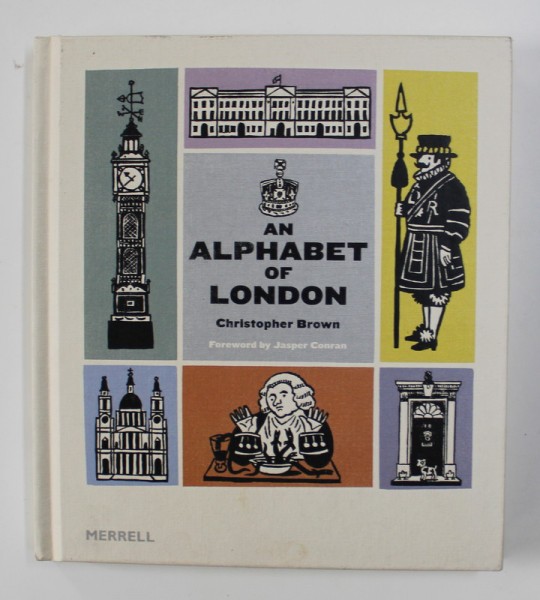 AN
ALPHABET
OF
LONDON
Christopher Brown
Foreword by Jasper Conran
MERRELL